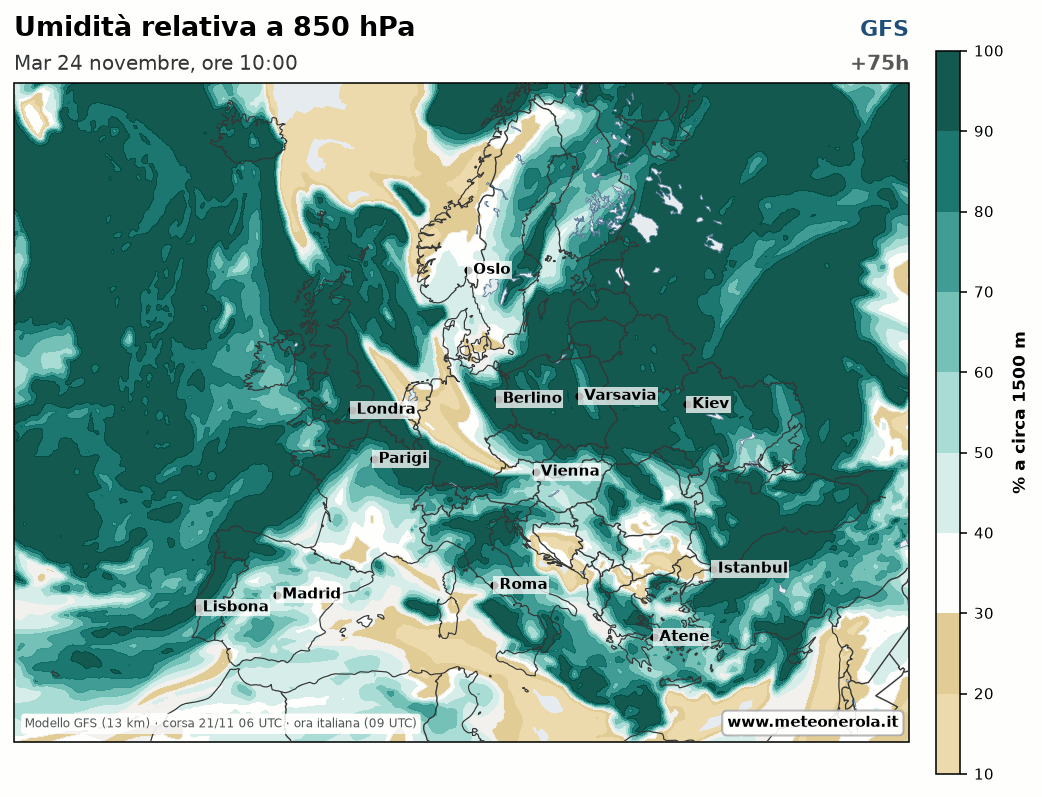 Umidità relativa a 850 hPa
GFS
Mar 24 novembre, ore 10:00
+75h
100
90
80
70
60
50
40
30
20
10
% a circa 1500 m
Oslo
Berlino
Varsavia
Kiev
Londra
Parigi
Vienna
Istanbul
Roma
Madrid
Lisbona
Atene
Modello GFS (13 km) · corsa 21/11 06 UTC · ora italiana (09 UTC)
www.meteonerola.it